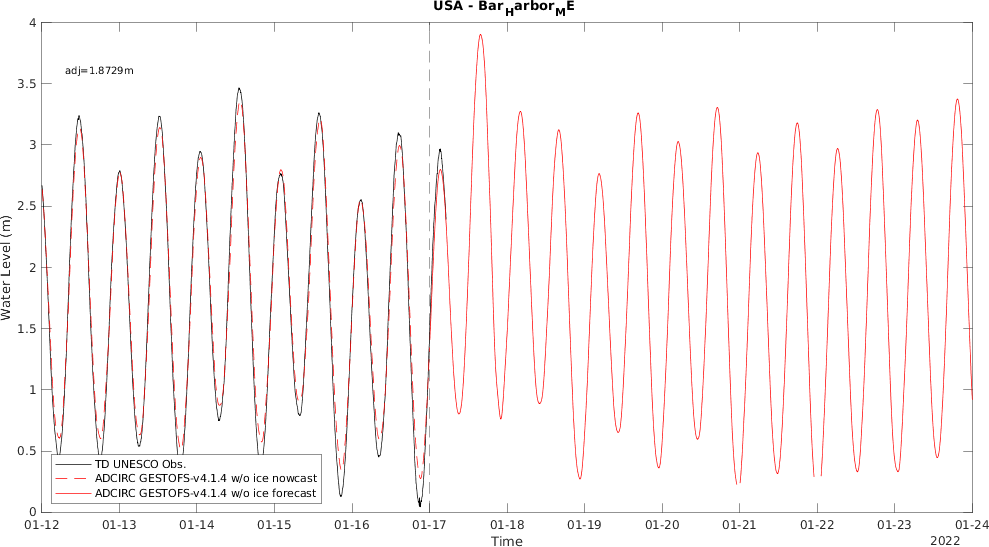 USA - Bar_Harbor_ME
adj=1.8729m
4
3.5
3
2.5
2
1.5
1
0.5
0
Water Level (m)
TD UNESCO Obs.
ADCIRC GESTOFS-v4.1.4 w/o ice nowcast
ADCIRC GESTOFS-v4.1.4 w/o ice forecast
01-12 01-13 01-14 01-15 01-16 01-17 01-18 01-19 01-20 01-21 01-22 01-23 01-24
Time
2022